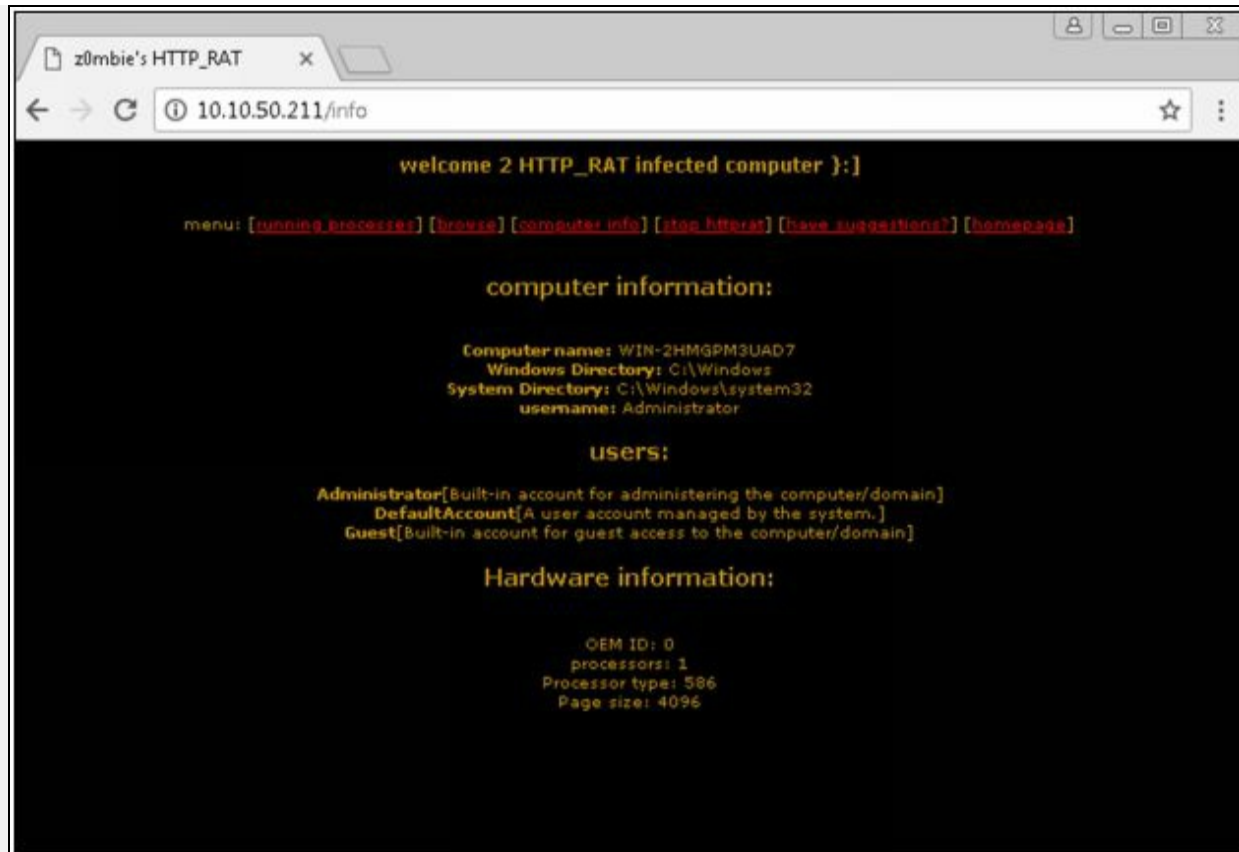 z0mbie's HTTP_RAT
10.10.50.211/info
welcome 2 HTTP_RAT infected computer }:]
menu: [running processes] [browse] [computer info] [stop httprat] [have suggestions?] [homepage]
computer information:
Computer name: WIN-2HMGPM3UAD7
Windows Directory: C:\Windows
System Directory: C:\Windows\system32
username: Administrator
users:
Administrator[Built-in account for administering the computer/domain]
DefaultAccount[A user account managed by the system.]
Guest[Built-in account for guest access to the computer/domain]
Hardware information:
OEM ID: 0
processors: 1
Processor type: 586
Page size: 4096